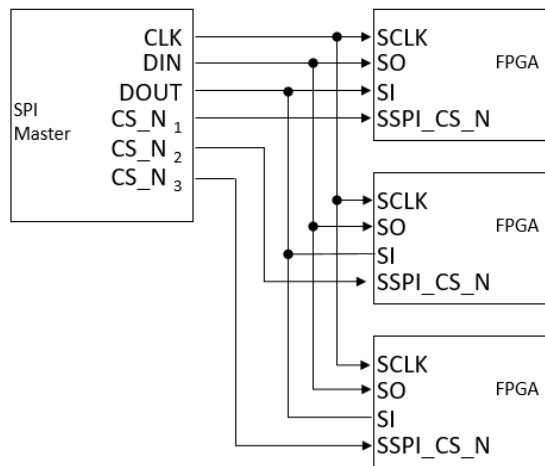 SPI
Master
CLK
DIN
DOUT
CS_N 1
CS_N 2
CS_N 3
SCLK
SO
SI
SSPI_CS_N
FPGA
SCLK
SO
SI
SSPI_CS_N
FPGA
SCLK
SO
SI
SSPI_CS_N
FPGA